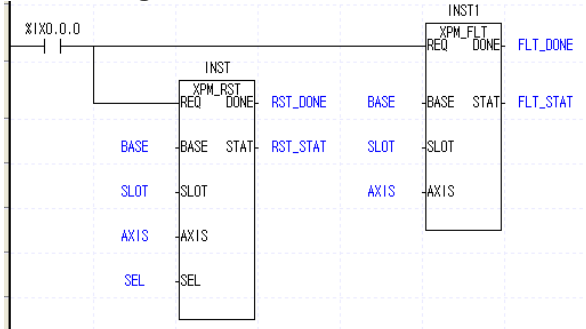 INST1
%IX0.0.0
XPM_FLT
REQ DONE FLT_DONE
INST
XPM_RST
REQ DONE RST_DONE BASE BASE STAT FLT_STAT
BASE BASE STAT RST_STAT SLOT SLOT
SLOT SLOT AXIS AXIS
AXIS AXIS
SEL SEL